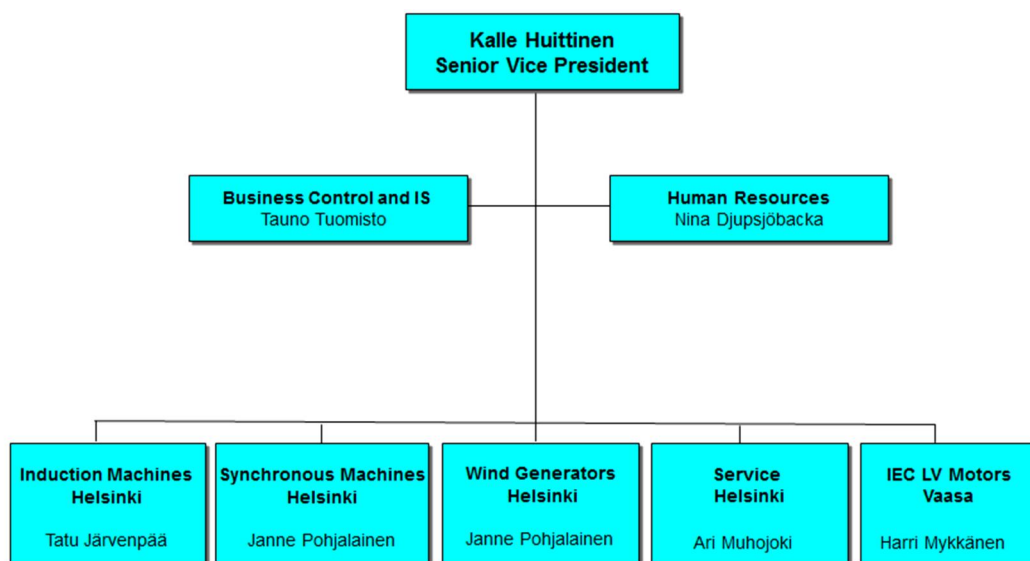 Kalle Huittinen
Senior Vice President
Business Control and IS
Tauno Tuomisto
Human Resources
Nina Djupsjöbacka
Induction Machines
Helsinki
Tatu Järvenpää
Synchronous Machines
Helsinki
Janne Pohjalainen
Wind Generators
Helsinki
Janne Pohjalainen
Service
Helsinki
Ari Muhojoki
IEC LV Motors
Vaasa
Harri Mykkänen